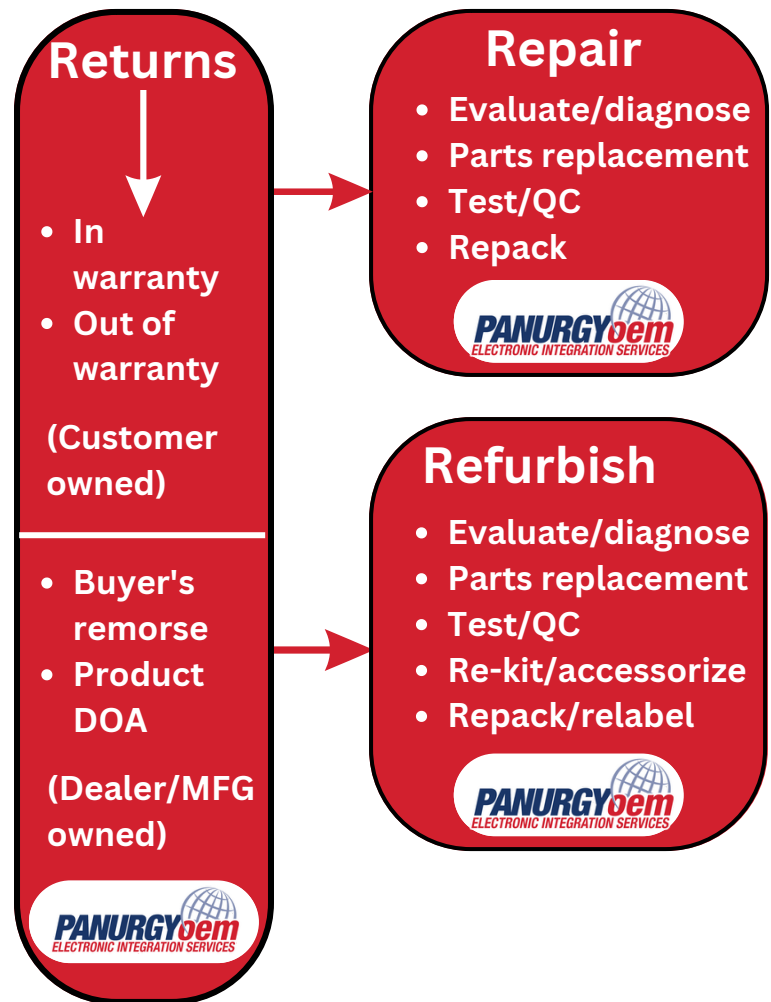 Returns
• In
warranty
• Out of
warranty
(Customer
owned)
• Buyer's
remorse
• Product
DOA
(Dealer/MFG
owned)
PANURGYoem
ELECTRONIC INTEGRATION SERVICES
Repair
• Evaluate/diagnose
• Parts replacement
• Test/QC
• Repack
PANURGYoem
ELECTRONIC INTEGRATION SERVICES
Refurbish
• Evaluate/diagnose
• Parts replacement
• Test/QC
• Re-kit/accessorize
• Repack/relabel
PANURGYoem
ELECTRONIC INTEGRATION SERVICES